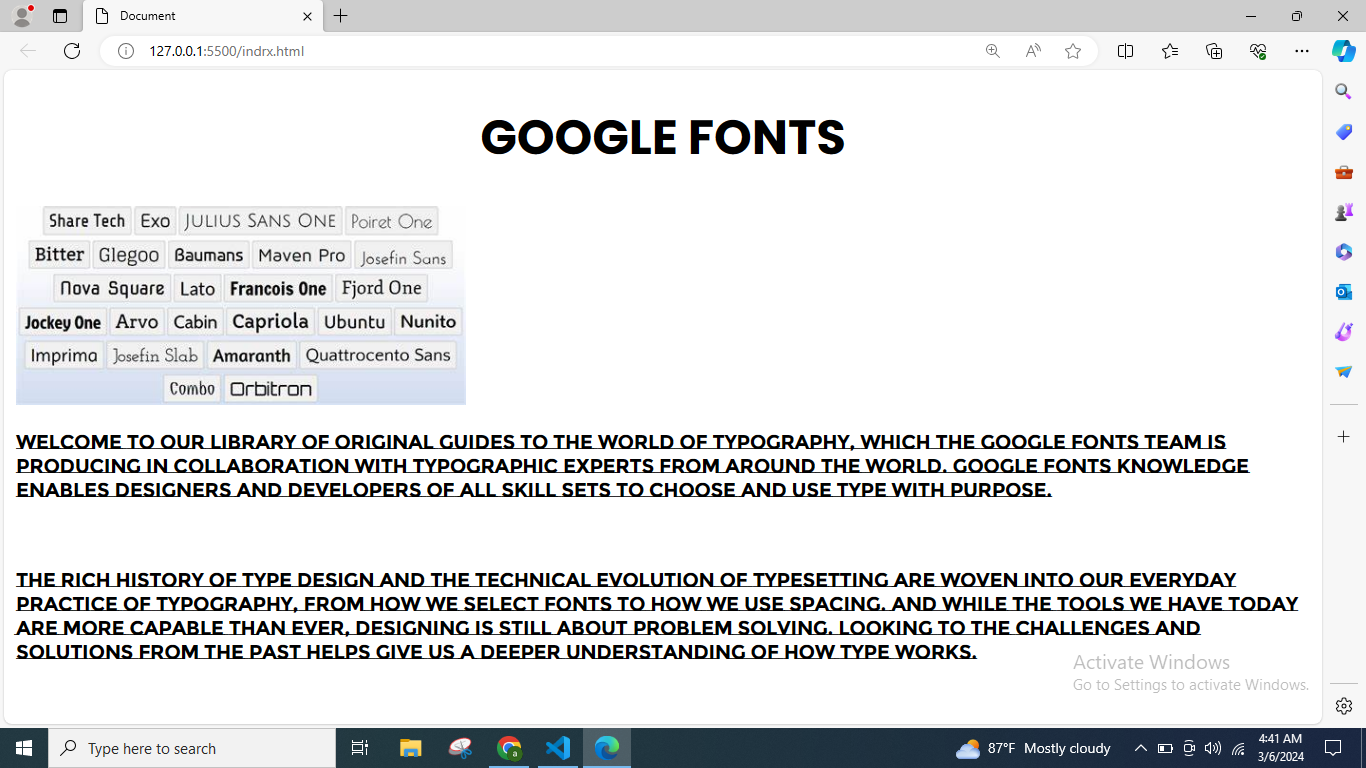 Document
127.0.0.1:5500/indrx.html
GOOGLE FONTS
Share Tech Exo JULIUS SANS ONE Poiret One
Bitter Glegoo Baumans Maven Pro Josefin Sans
Nova Square Lato Francois One Fjord One
Jockey One Arvo Cabin Capriola Ubuntu Nunito
Imprima Josefin Slab Amaranth Quattrocento Sans
Combo Orbitron
WELCOME TO OUR LIBRARY OF ORIGINAL GUIDES TO THE WORLD OF TYPOGRAPHY, WHICH THE GOOGLE FONTS TEAM IS
PRODUCING IN COLLABORATION WITH TYPOGRAPHIC EXPERTS FROM AROUND THE WORLD. GOOGLE FONTS KNOWLEDGE
ENABLES DESIGNERS AND DEVELOPERS OF ALL SKILL SETS TO CHOOSE AND USE TYPE WITH PURPOSE.
THE RICH HISTORY OF TYPE DESIGN AND THE TECHNICAL EVOLUTION OF TYPESETTING ARE WOVEN INTO OUR EVERYDAY
PRACTICE OF TYPOGRAPHY, FROM HOW WE SELECT FONTS TO HOW WE USE SPACING. AND WHILE THE TOOLS WE HAVE TODAY
ARE MORE CAPABLE THAN EVER, DESIGNING IS STILL ABOUT PROBLEM SOLVING. LOOKING TO THE CHALLENGES AND
SOLUTIONS FROM THE PAST HELPS GIVE US A DEEPER UNDERSTANDING OF HOW TYPE WORKS.
Activate Windows
Go to Settings to activate Windows.
Type here to search
87°F Mostly cloudy
4:41 AM
3/6/2024